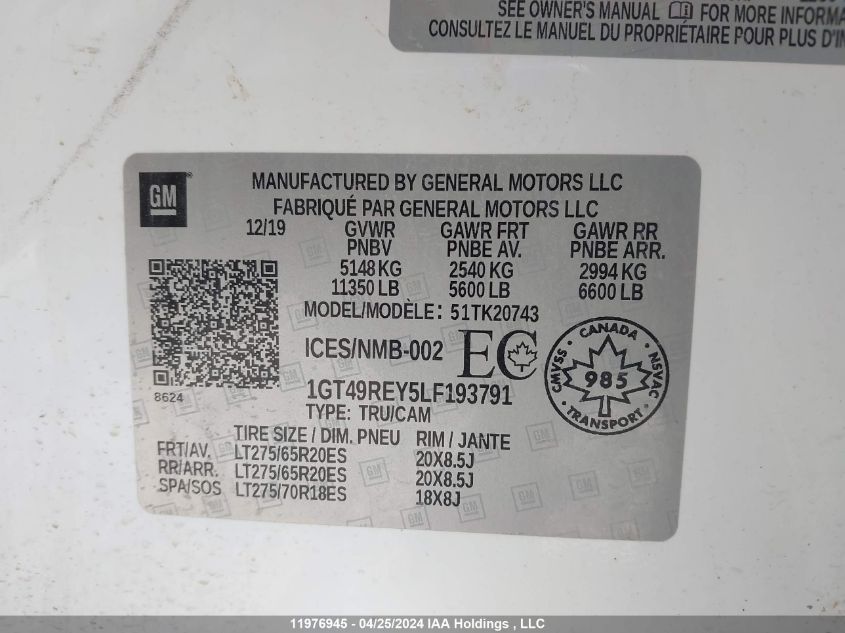 SEE OWNER'S MANUAL FOR MORE
CONSULTEZ LE MANUEL DU PROPRIÉTAIRE POUR PLUS
GM
MANUFACTURED BY GENERAL MOTORS LLC
FABRIQUÉ PAR GENERAL MOTORS LLC
12/19 GVWR GAWR FRT GAWR RR
PNBV PNBE AV. PNBE ARR.
5148 KG 2540 KG 2994 KG
11350 LB 5600 LB 6600 LB
MODEL/MODÈLE: 51TK20743
ICES/NMB-002 EC
CANADA
CMVSS 985 NSVAC
TRANSPORT
8624 1GT49REY5LF193791
TYPE: TRU/CAM
TIRE SIZE / DIM. PNEU RIM / JANTE
FRT/AV. LT275/65R20ES 20X8.5J
RR/ARR. LT275/65R20ES 20X8.5J
SPA/SOS LT275/70R18ES 18X8J
11976945 - 04/25/2024 IAA Holdings , LLC